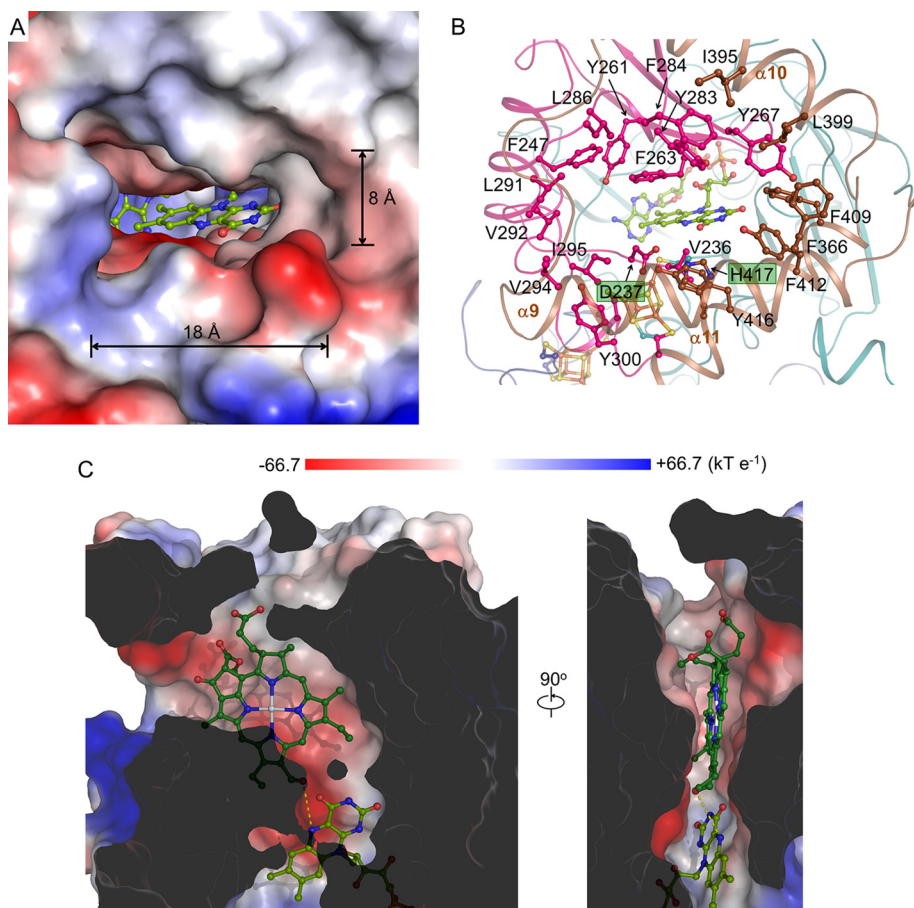 A
8 Å
18 Å
B
I395
α10
Y261
F284
Y283
Y267
L286
L399
F247
F263
L291
F409
V292
V236
F366
I295
H417
V294
D237
F412
α9
Y416
α11
Y300
C
-66.7
+66.7 (kT e⁻¹)
90º